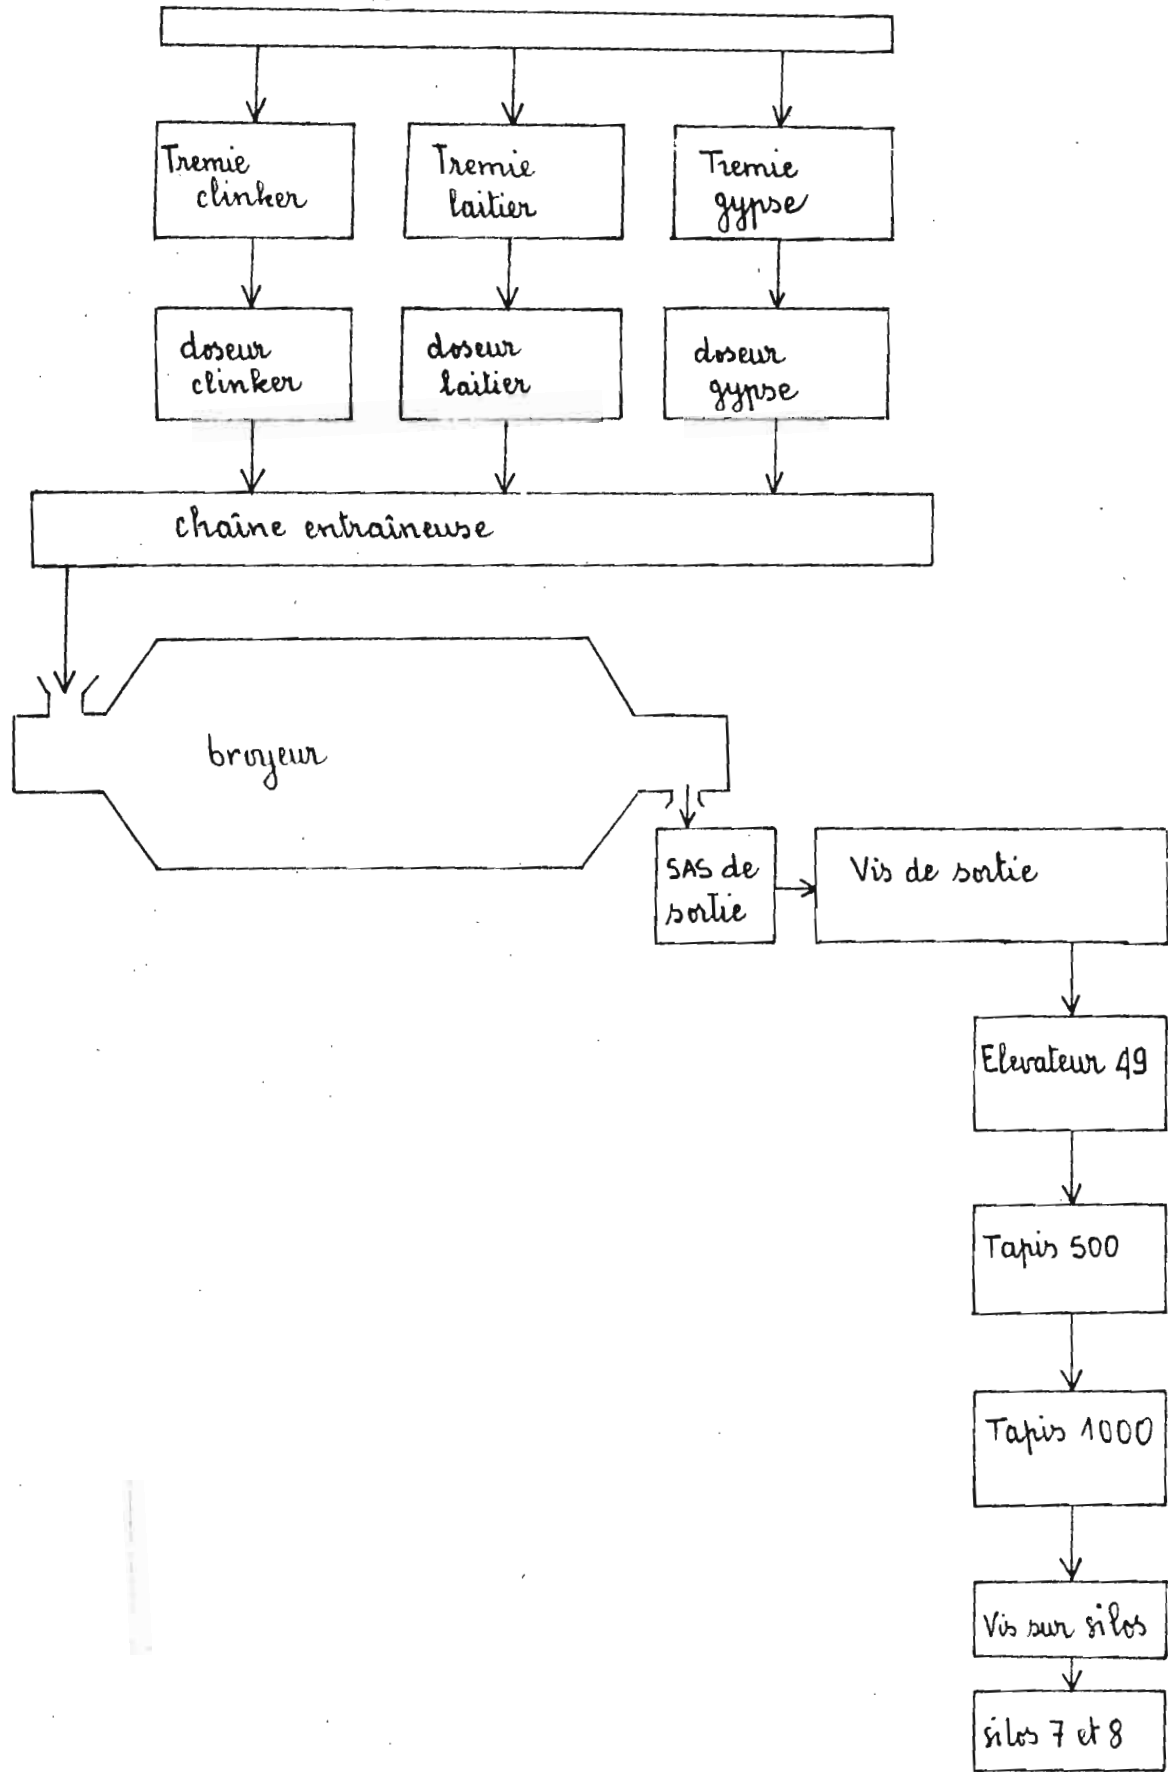 Tremie
clinker
Tremie
laitier
Tremie
gypse
doseur
clinker
doseur
laitier
doseur
gypse
chaîne entraîneuse
broyeur
SAS de
sortie
Vis de sortie
Elevateur 49
Tapis 500
Tapis 1000
Vis sur silos
silos 7 et 8